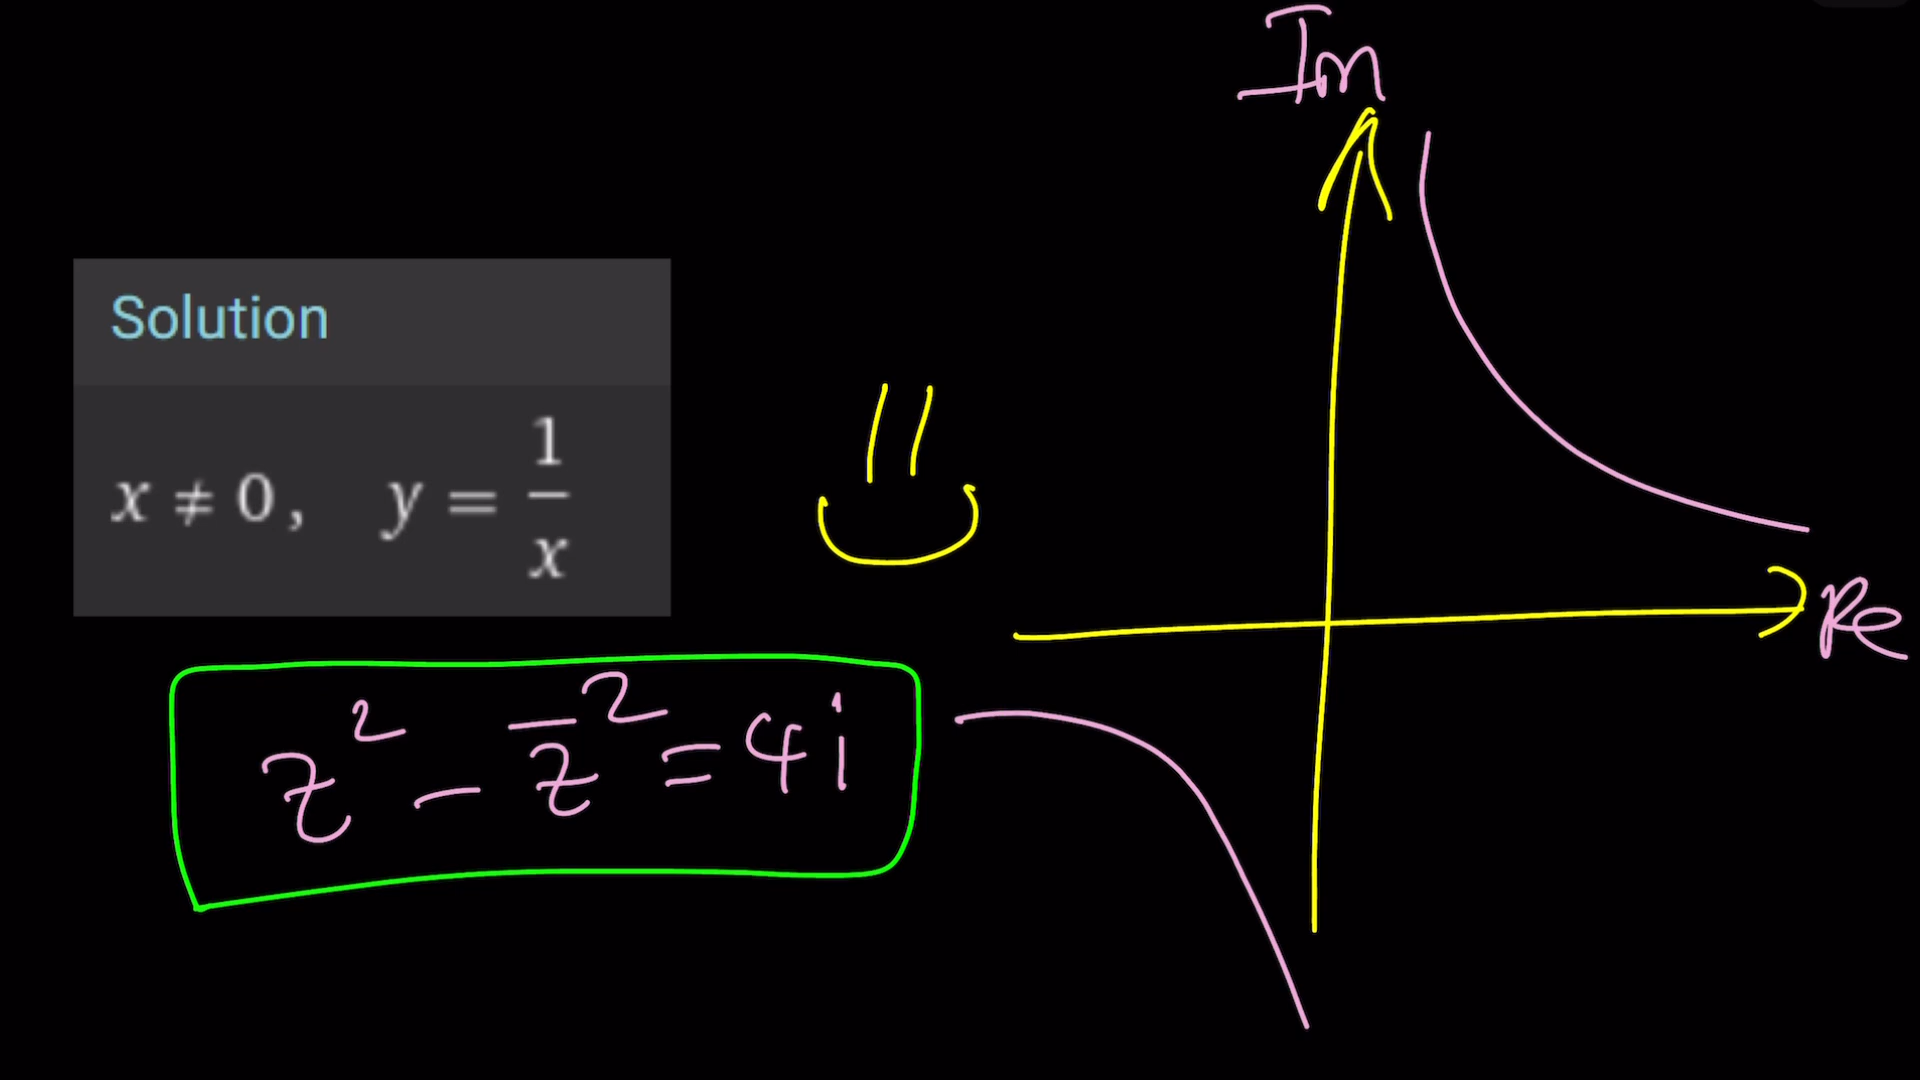 Im
Solution
x ≠ 0, y = 1/x
Re
z² - z̅² = 4i